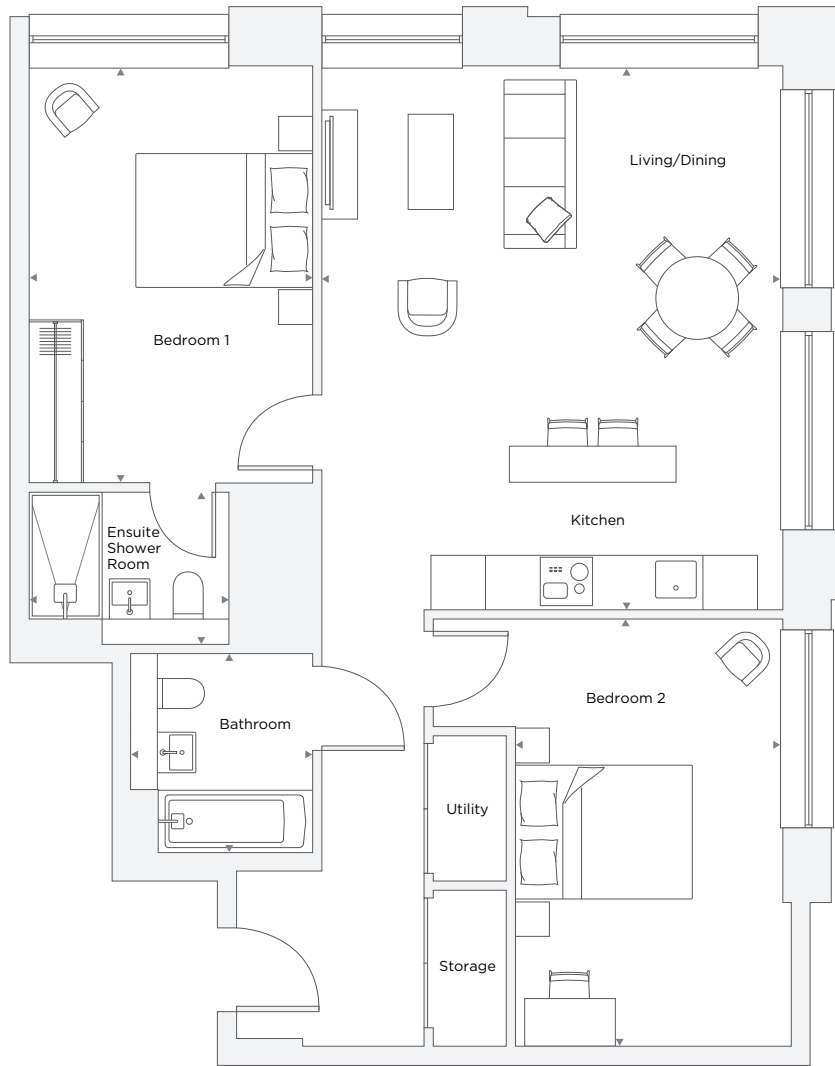 Living/Dining
Bedroom 1
Kitchen
Ensuite
Shower
Room
Bedroom 2
Bathroom
Utility
Storage